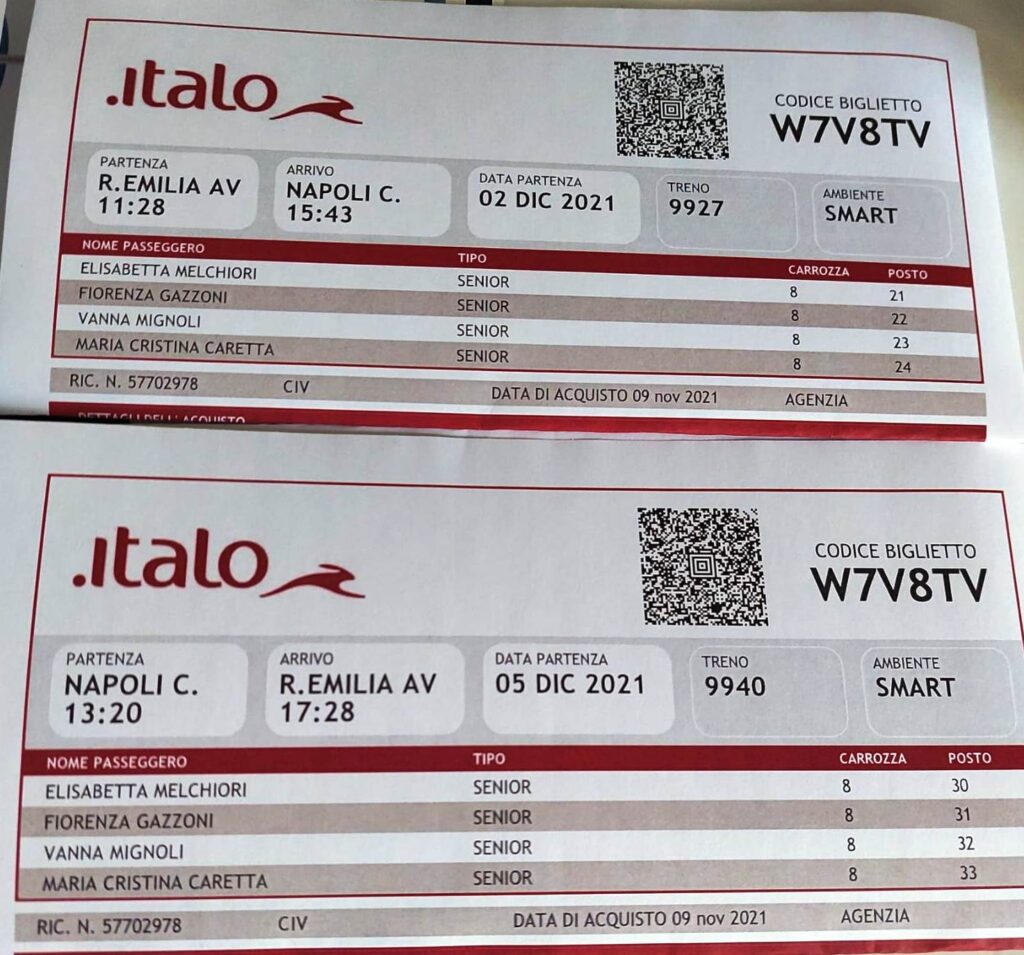 .italo
CODICE BIGLIETTO
W7V8TV
PARTENZA
R.EMILIA AV
11:28
ARRIVO
NAPOLI C.
15:43
DATA PARTENZA
02 DIC 2021
TRENO
9927
AMBIENTE
SMART
NOME PASSEGGERO TIPO CARROZZA POSTO
ELISABETTA MELCHIORI SENIOR 8 21
FIORENZA GAZZONI SENIOR 8 22
VANNA MIGNOLI SENIOR 8 23
MARIA CRISTINA CARETTA SENIOR 8 24
RIC. N. 57702978 CIV DATA DI ACQUISTO 09 nov 2021 AGENZIA
DETTAGLI DELL'ACQUISTO
.italo
CODICE BIGLIETTO
W7V8TV
PARTENZA
NAPOLI C.
13:20
ARRIVO
R.EMILIA AV
17:28
DATA PARTENZA
05 DIC 2021
TRENO
9940
AMBIENTE
SMART
NOME PASSEGGERO TIPO CARROZZA POSTO
ELISABETTA MELCHIORI SENIOR 8 30
FIORENZA GAZZONI SENIOR 8 31
VANNA MIGNOLI SENIOR 8 32
MARIA CRISTINA CARETTA SENIOR 8 33
RIC. N. 57702978 CIV DATA DI ACQUISTO 09 nov 2021 AGENZIA